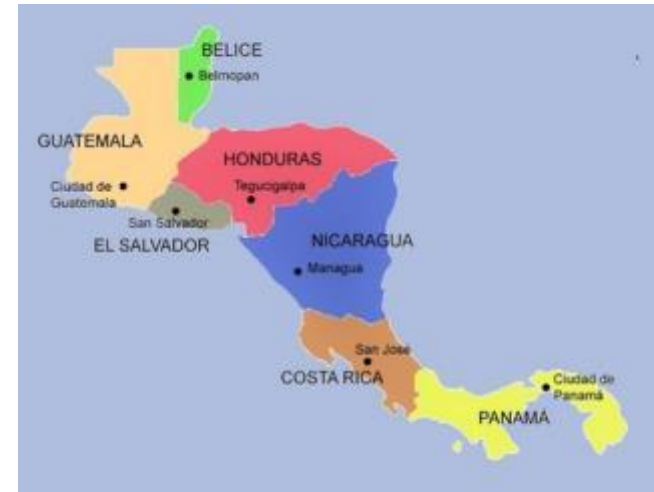 BELICE
Belmopan
GUATEMALA
HONDURAS
Ciudad de
Guatemala
Tegucigalpa
San Salvador
EL SALVADOR
NICARAGUA
Managua
San José
COSTA RICA
Ciudad de
Panamá
PANAMÁ